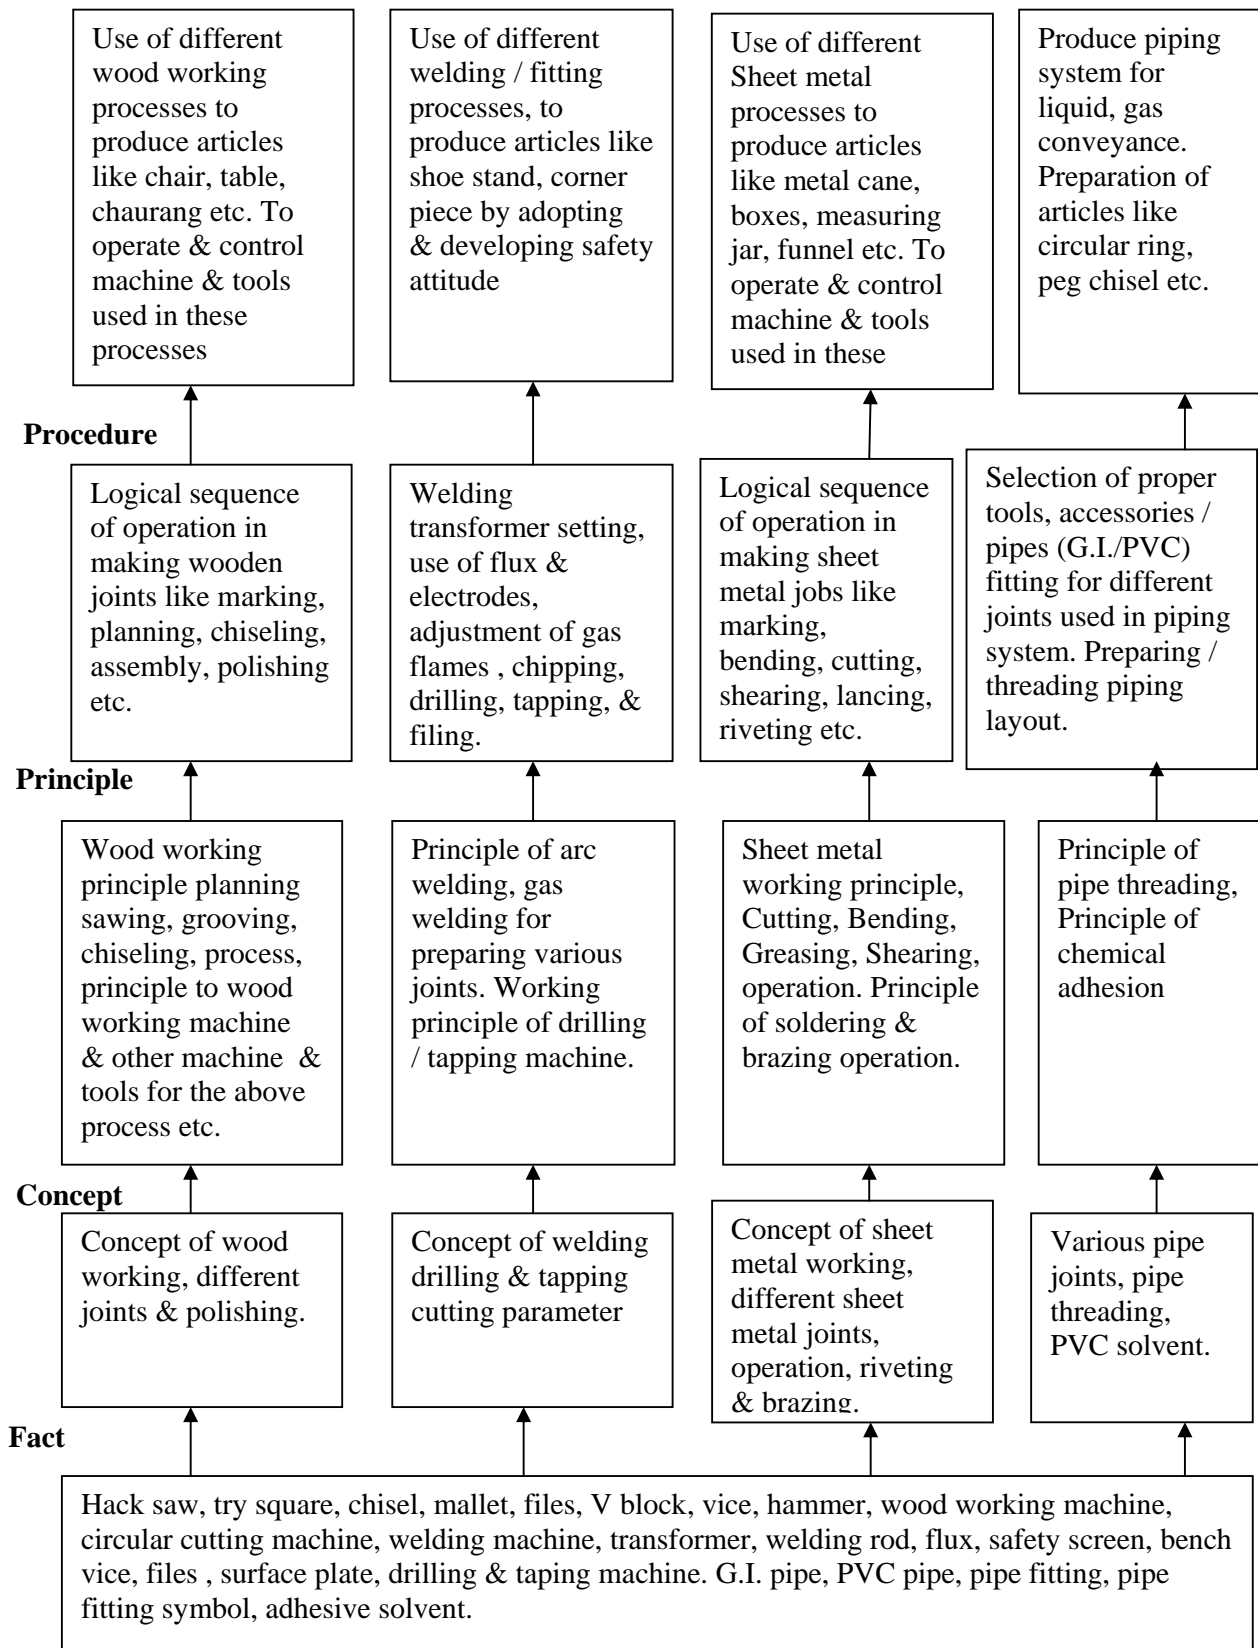 Use of different
wood working
processes to
produce articles
like chair, table,
chaurang etc. To
operate & control
machine & tools
used in these
processes
Use of different
welding / fitting
processes, to
produce articles like
shoe stand, corner
piece by adopting
& developing safety
attitude
Use of different
Sheet metal
processes to
produce articles
like metal cane,
boxes, measuring
jar, funnel etc. To
operate & control
machine & tools
used in these
Produce piping
system for
liquid, gas
conveyance.
Preparation of
articles like
circular ring,
peg chisel etc.
Procedure
Logical sequence
of operation in
making wooden
joints like marking,
planning, chiseling,
assembly, polishing
etc.
Welding
transformer setting,
use of flux &
electrodes,
adjustment of gas
flames , chipping,
drilling, tapping, &
filing.
Logical sequence
of operation in
making sheet
metal jobs like
marking,
bending, cutting,
shearing, lancing,
riveting etc.
Selection of proper
tools, accessories /
pipes (G.I./PVC)
fitting for different
joints used in piping
system. Preparing /
threading piping
layout.
Principle
Wood working
principle planning
sawing, grooving,
chiseling, process,
principle to wood
working machine
& other machine &
tools for the above
process etc.
Principle of arc
welding, gas
welding for
preparing various
joints. Working
principle of drilling
/ tapping machine.
Sheet metal
working principle,
Cutting, Bending,
Greasing, Shearing,
operation. Principle
of soldering &
brazing operation.
Principle of
pipe threading,
Principle of
chemical
adhesion
Concept
Concept of wood
working, different
joints & polishing.
Concept of welding
drilling & tapping
cutting parameter
Concept of sheet
metal working,
different sheet
metal joints,
operation, riveting
& brazing.
Various pipe
joints, pipe
threading,
PVC solvent.
Fact
Hack saw, try square, chisel, mallet, files, V block, vice, hammer, wood working machine,
circular cutting machine, welding machine, transformer, welding rod, flux, safety screen, bench
vice, files , surface plate, drilling & taping machine. G.I. pipe, PVC pipe, pipe fitting, pipe
fitting symbol, adhesive solvent.